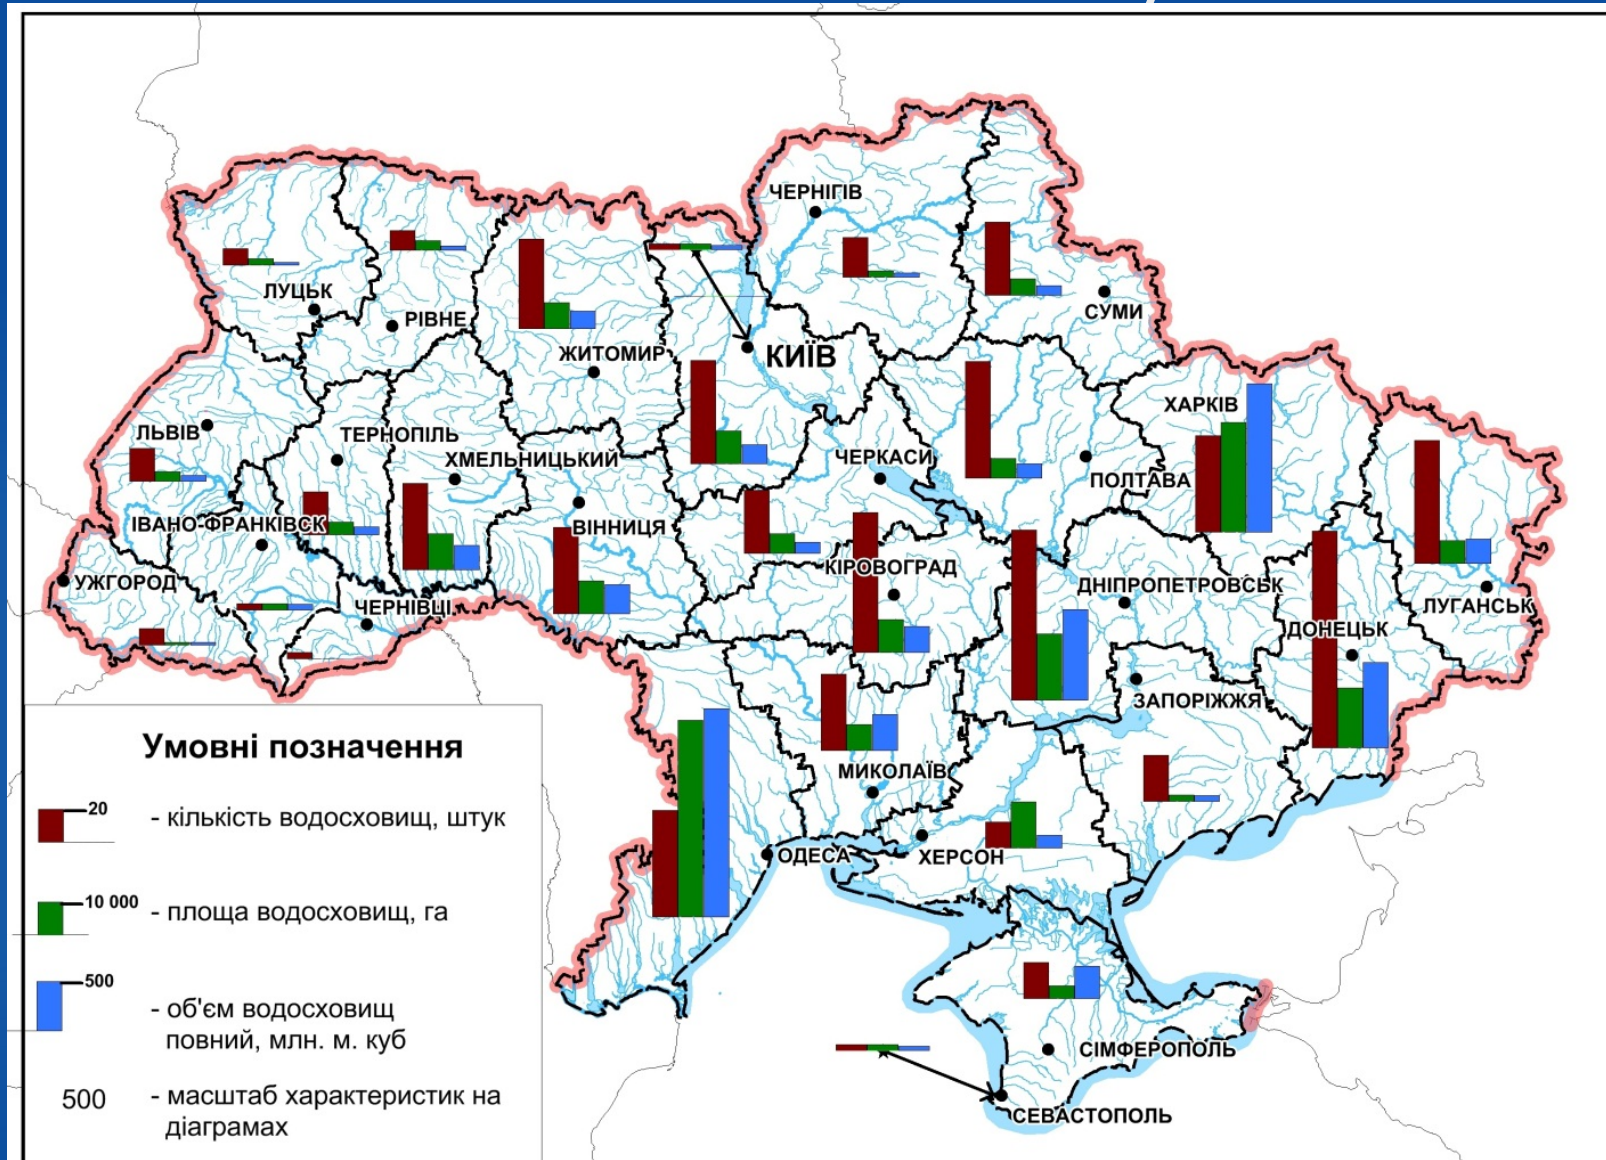 ЧЕРНІГІВ
ЛУЦЬК
РІВНЕ
СУМИ
ЖИТОМИР
КИЇВ
ХАРКІВ
ЛЬВІВ
ТЕРНОПІЛЬ
ХМЕЛЬНИЦЬКИЙ
ЧЕРКАСИ
ПОЛТАВА
ІВАНО-ФРАНКІВСК
ВІННИЦЯ
КІРОВОГРАД
УЖГОРОД
ДНІПРОПЕТРОВСЬК
ЧЕРНІВЦІ
ЛУГАНСЬК
ДОНЕЦЬК
ЗАПОРІЖЖЯ
МИКОЛАЇВ
ОДЕСА
ХЕРСОН
СІМФЕРОПОЛЬ
СЕВАСТОПОЛЬ
Умовні позначення
20
- кількість водосховищ, штук
10 000
- площа водосховищ, га
500
- об'єм водосховищ
повний, млн. м. куб
500
- масштаб характеристик на
діаграмах